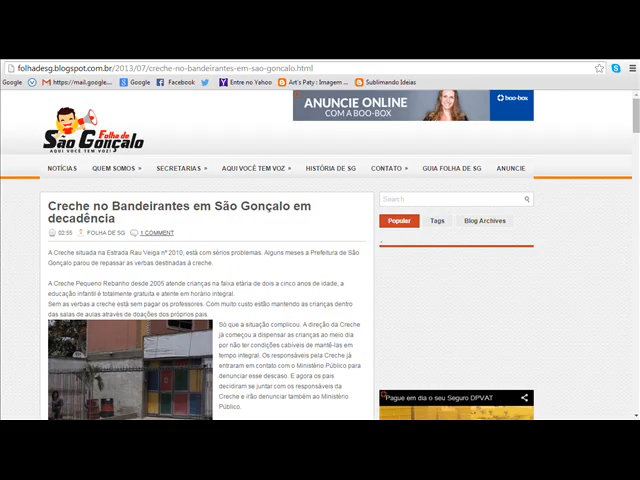 folhadesg.blogspot.com.br/2013/07/creche-no-bandeirantes-em-sao-goncalo.html
Google https://mail.google... Google Facebook Entre no Yahoo Art's Paty : Imagem ... Sublimando Ideias
ANUNCIE ONLINE
COM A BOO-BOX
boo-box
Folha de
São Gonçalo
AQUI VOCÊ TEM VOZ!
NOTÍCIAS QUEM SOMOS » SECRETARIAS » AQUI VOCÊ TEM VOZ » HISTÓRIA DE SG CONTATO » GUIA FOLHA DE SG ANUNCIE
Creche no Bandeirantes em São Gonçalo em
decadência
02:55 FOLHA DE SG 1 COMMENT
A Creche situada na Estrada Rau Veiga nº 2010, está com sérios problemas. Alguns meses a Prefeitura de São
Gonçalo parou de repassar as verbas destinadas á creche.
A Creche Pequeno Rebanho desde 2005 atende crianças na faixa etária de dois a cinco anos de idade, a
educação infantil é totalmente gratuita e atente em horário integral.
Sem as verbas a creche está sem pagar os professores. Com muito custo estão mantendo as crianças dentro
das salas de aulas através de doações dos própris pais.
Só que a situação complicou. A direção da Creche
já começou a dispensar as crianças ao meio dia
por não ter condições cabíveis de mantê-las em
tempo integral. Os responsáveis pela Creche já
entraram em contato com o Ministério Público para
denunciar esse descaso. E agora os pais
decidiram se juntar com os responsáveis da
Creche e irão denunciar também ao Ministério
Público.
Search
Popular Tags Blog Archives
Pague em dia o seu Seguro DPVAT